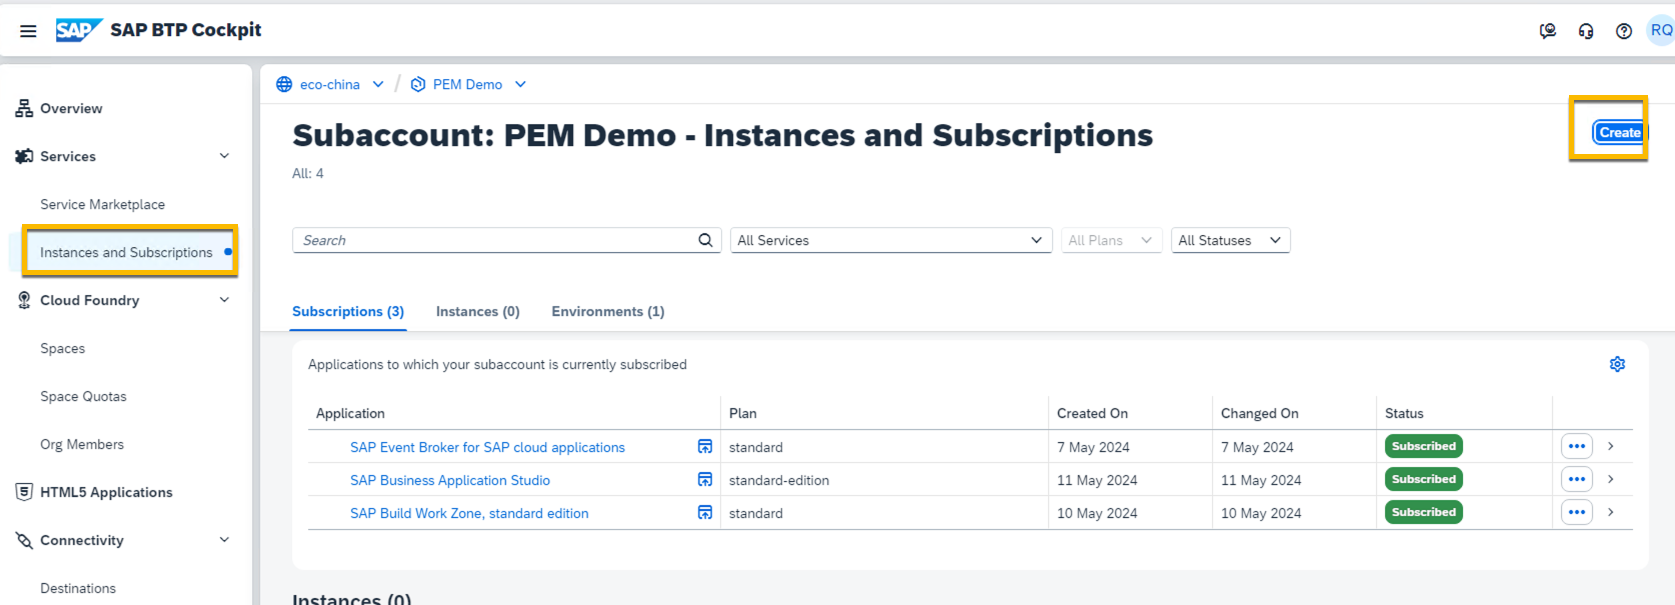 SAP SAP BTP Cockpit
RQ
eco-china / PEM Demo
Overview
Services
Service Marketplace
Instances and Subscriptions
Cloud Foundry
Spaces
Space Quotas
Org Members
HTML5 Applications
Connectivity
Destinations
Subaccount: PEM Demo - Instances and Subscriptions
Create
All: 4
Search
All Services
All Plans
All Statuses
Subscriptions (3) Instances (0) Environments (1)
Applications to which your subaccount is currently subscribed
Application Plan Created On Changed On Status
SAP Event Broker for SAP cloud applications standard 7 May 2024 7 May 2024 Subscribed
SAP Business Application Studio standard-edition 11 May 2024 11 May 2024 Subscribed
SAP Build Work Zone, standard edition standard 10 May 2024 10 May 2024 Subscribed
Instances (0)